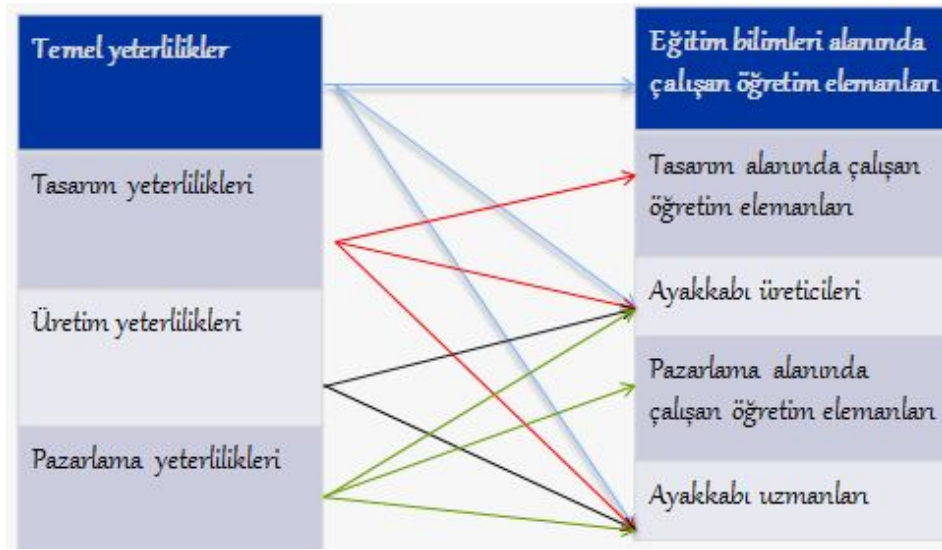 Temel yeterlilikler
Tasarım yeterlilikleri
Üretim yeterlilikleri
Pazarlama yeterlilikleri
Eğitim bilimleri alanında
çalışan öğretim elemanları
Tasarım alanında çalışan
öğretim elemanları
Ayakkabı üreticileri
Pazarlama alanında
çalışan öğretim elemanları
Ayakkabı uzmanları